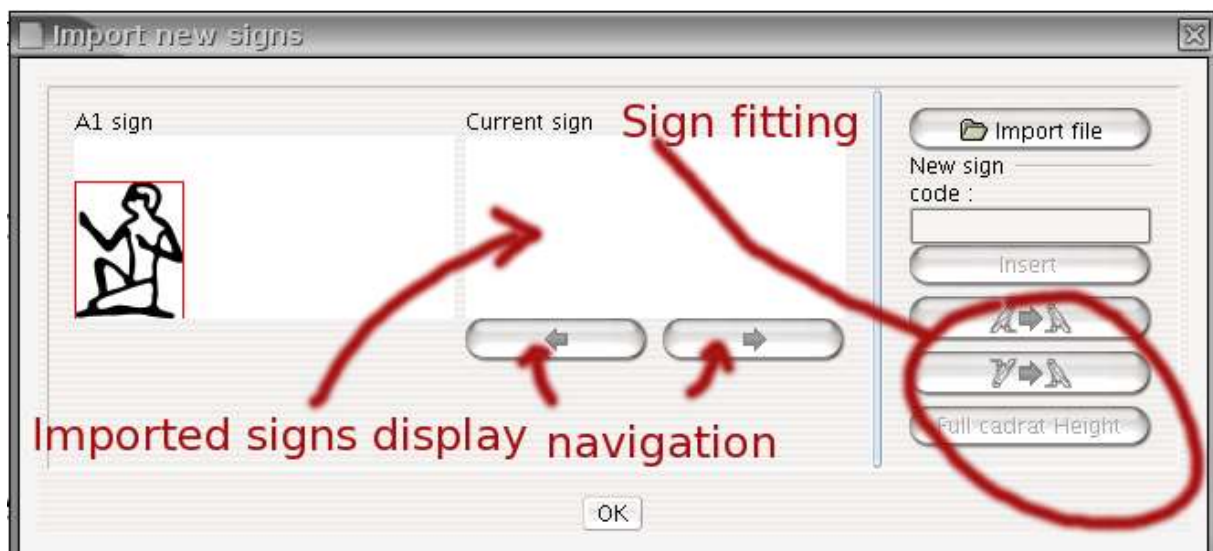 Import new signs
A1 sign
Current sign
Sign fitting
Import file
New sign
code :
Insert
Full cadrat Height
Imported signs display
navigation
OK